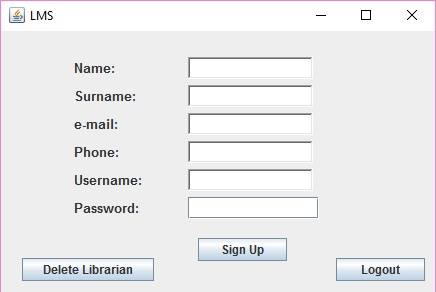 LMS
Name:
Surname:
e-mail:
Phone:
Username:
Password:
Sign Up
Delete Librarian
Logout